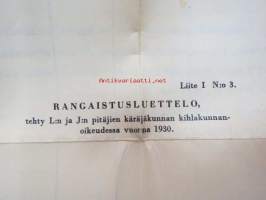 Antikvariaatti.net
Liite I N:o 3.
RANGAISTUSLUETTELO,
tehty L:n ja J:n pitäjien käräjäkunnan kihlakunnan-
oikeudessa vuonna 1930.